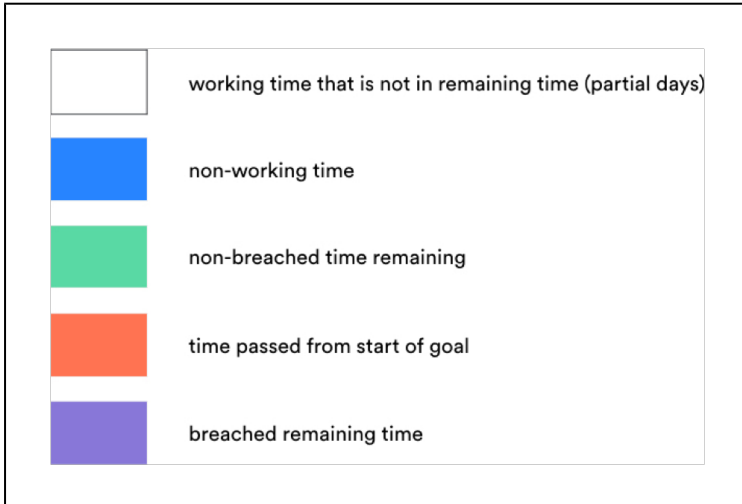 working time that is not in remaining time (partial days)
non-working time
non-breached time remaining
time passed from start of goal
breached remaining time